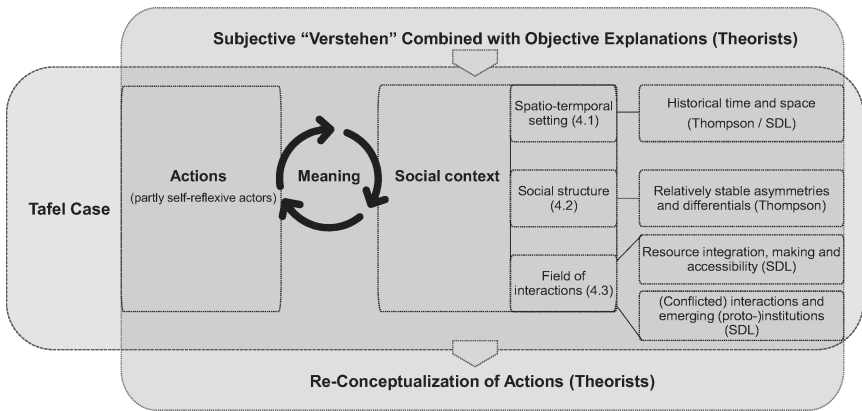 Subjective “Verstehen” Combined with Objective Explanations (Theorists)
Tafel Case
Actions
(partly self-reflexive actors)
Meaning
Social context
Spatio-termporal
setting (4.1)
Historical time and space
(Thompson / SDL)
Social structure
(4.2)
Relatively stable asymmetries
and differentials (Thompson)
Field of
interactions (4.3)
Resource integration, making and
accessibility (SDL)
(Conflicted) interactions and
emerging (proto-)institutions
(SDL)
Re-Conceptualization of Actions (Theorists)